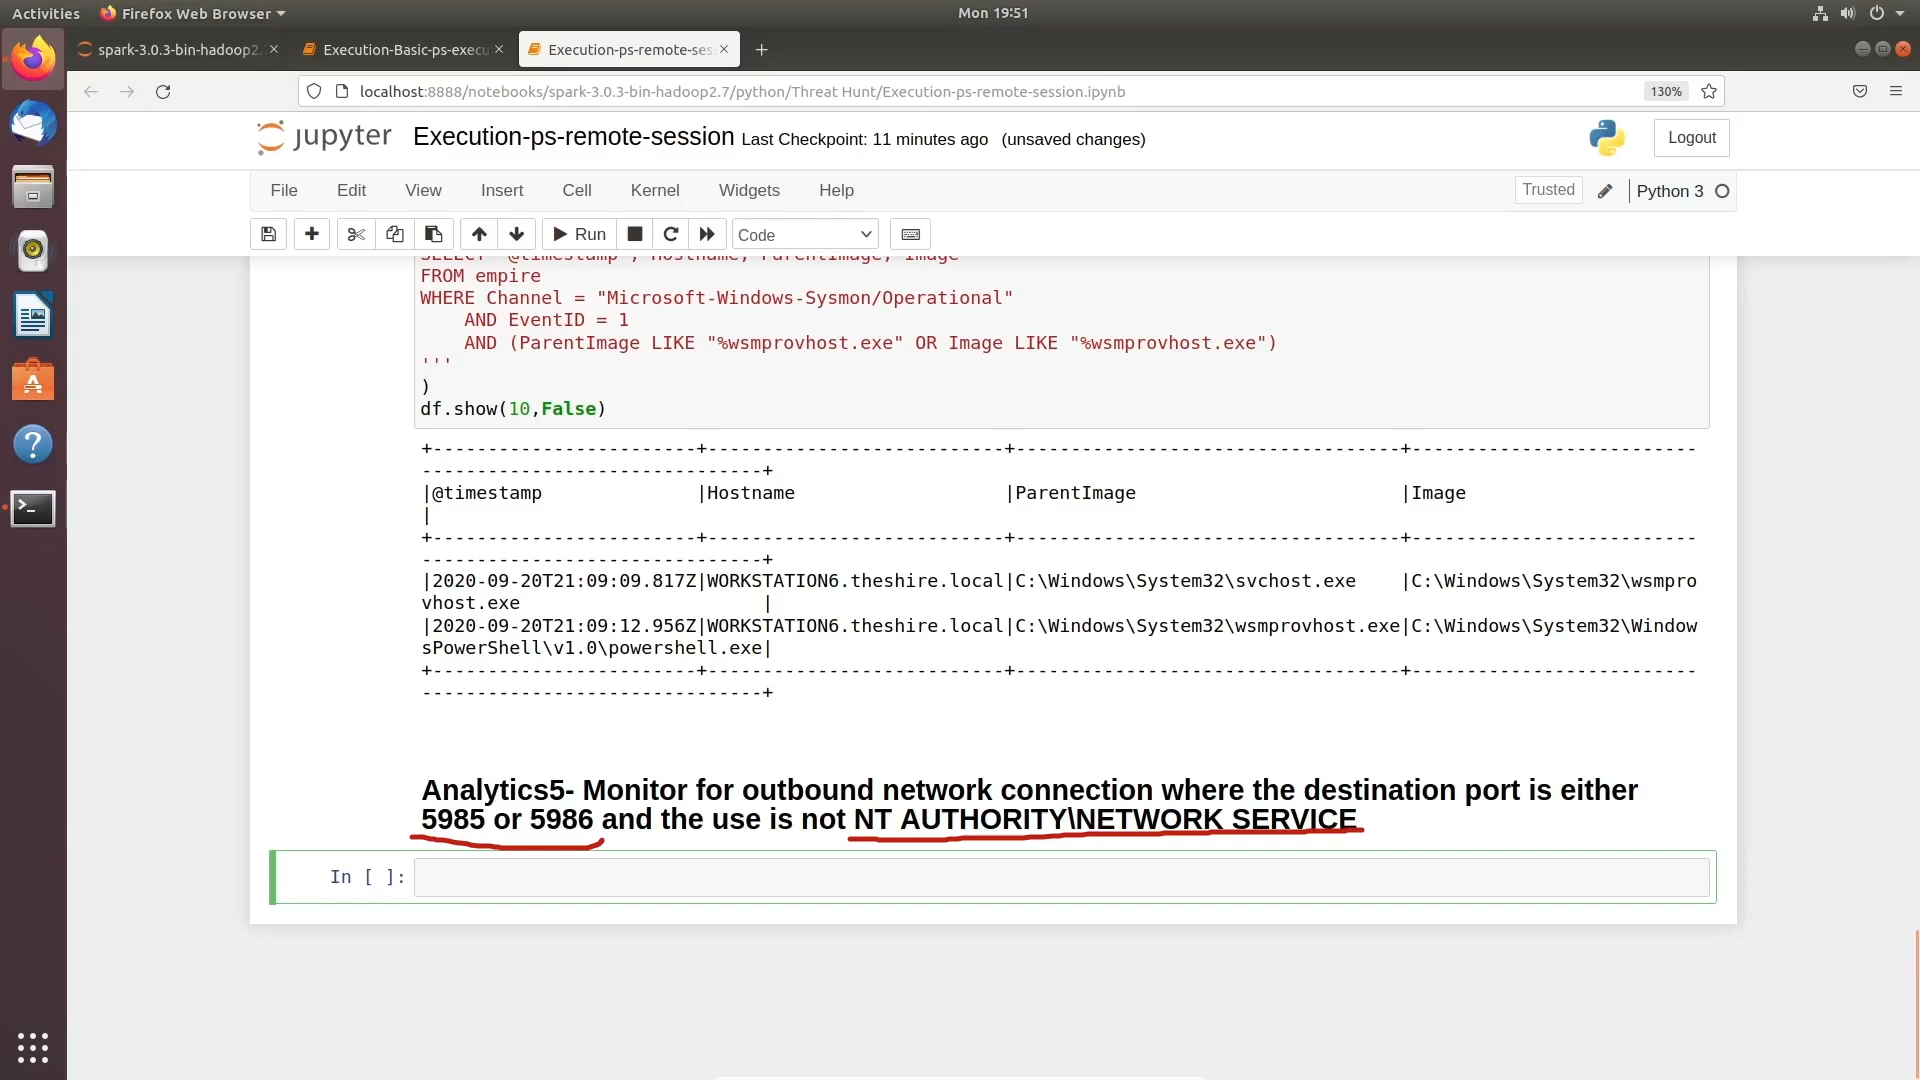 Activities
Firefox Web Browser
Mon 19:51
spark-3.0.3-bin-hadoop2.
Execution-Basic-ps-execu
Execution-ps-remote-ses
localhost:8888/notebooks/spark-3.0.3-bin-hadoop2.7/python/Threat Hunt/Execution-ps-remote-session.ipynb
130%
jupyter
Execution-ps-remote-session Last Checkpoint: 11 minutes ago (unsaved changes)
Logout
File Edit View Insert Cell Kernel Widgets Help
Trusted
Python 3
Run
Code
SELECT `@timestamp`, Hostname, ParentImage, Image
FROM empire
WHERE Channel = "Microsoft-Windows-Sysmon/Operational"
    AND EventID = 1
    AND (ParentImage LIKE "%wsmprovhost.exe" OR Image LIKE "%wsmprovhost.exe")
'''
)
df.show(10,False)
+------------------------+---------------------------+-----------------------------------+--------------------------
-------------------------------+
|@timestamp              |Hostname                   |ParentImage                        |Image
|
+------------------------+---------------------------+-----------------------------------+--------------------------
-------------------------------+
|2020-09-20T21:09:09.817Z|WORKSTATION6.theshire.local|C:\Windows\System32\svchost.exe    |C:\Windows\System32\wsmpro
vhost.exe                      |
|2020-09-20T21:09:12.956Z|WORKSTATION6.theshire.local|C:\Windows\System32\wsmprovhost.exe|C:\Windows\System32\Window
sPowerShell\v1.0\powershell.exe|
+------------------------+---------------------------+-----------------------------------+--------------------------
-------------------------------+
Analytics5- Monitor for outbound network connection where the destination port is either
5985 or 5986 and the use is not NT AUTHORITY\NETWORK SERVICE
In [ ]: